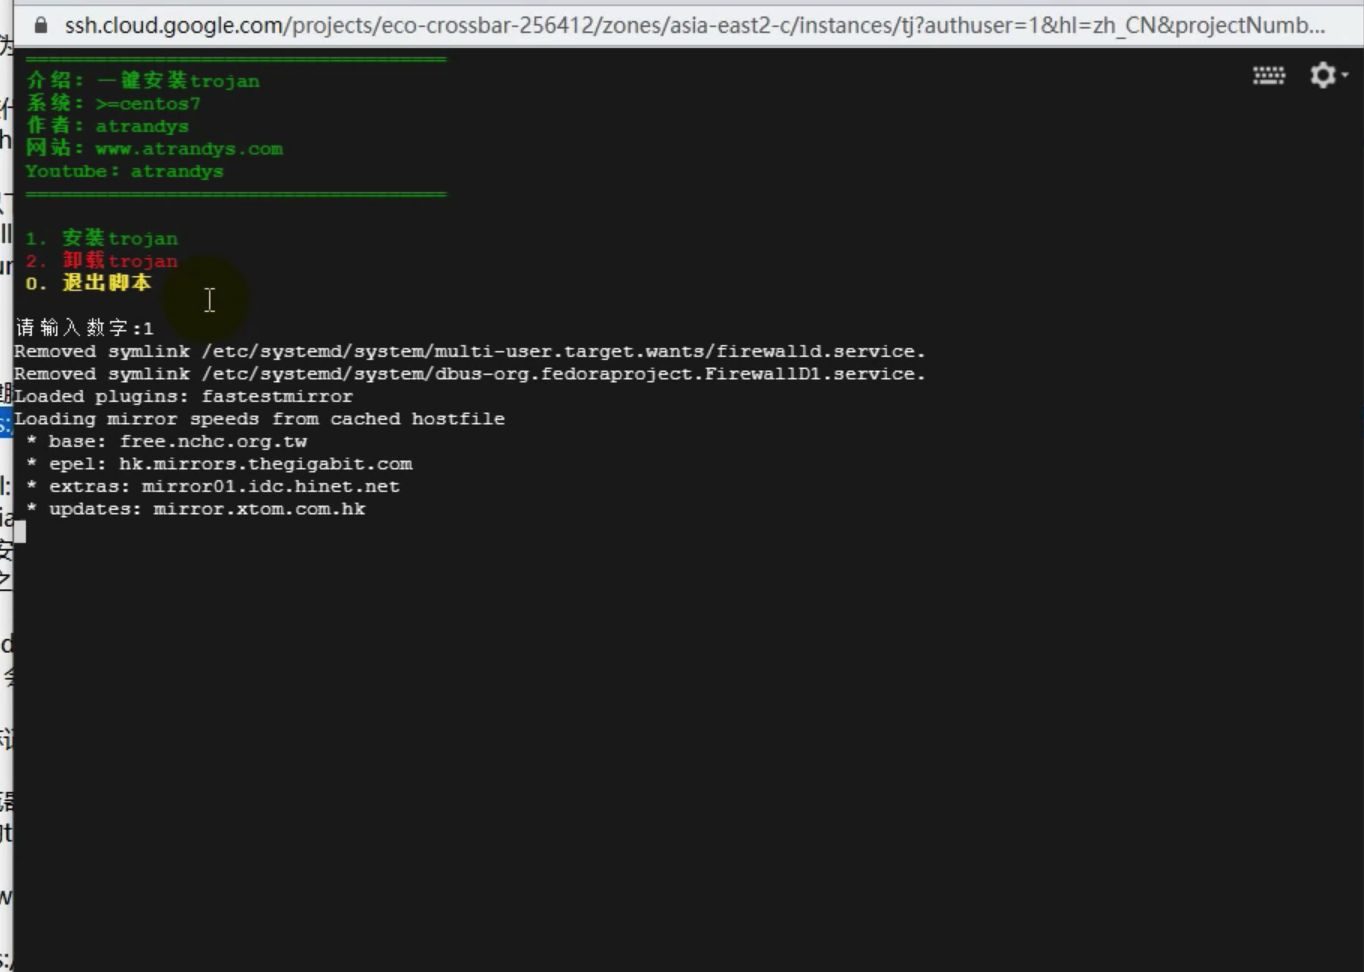 ssh.cloud.google.com/projects/eco-crossbar-256412/zones/asia-east2-c/instances/tj?authuser=1&hl=zh_CN&projectNumb...
介绍：一键安装trojan
系统：>=centos7
作者：atrandys
网站：www.atrandys.com
Youtube：atrandys
1. 安装trojan
2. 卸载trojan
0. 退出脚本
请输入数字:1
Removed symlink /etc/systemd/system/multi-user.target.wants/firewalld.service.
Removed symlink /etc/systemd/system/dbus-org.fedoraproject.FirewallD1.service.
Loaded plugins: fastestmirror
Loading mirror speeds from cached hostfile
* base: free.nchc.org.tw
* epel: hk.mirrors.thegigabit.com
* extras: mirror01.idc.hinet.net
* updates: mirror.xtom.com.hk